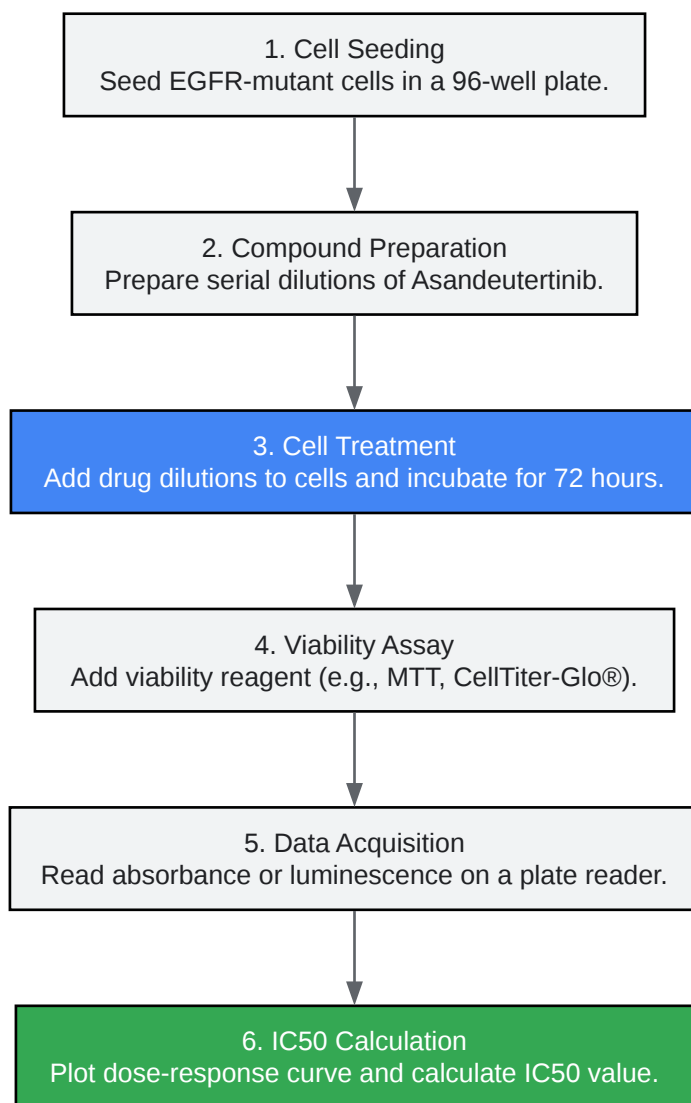 1. Cell Seeding
Seed EGFR-mutant cells in a 96-well plate.
2. Compound Preparation
Prepare serial dilutions of Asandeutertinib.
3. Cell Treatment
Add drug dilutions to cells and incubate for 72 hours.
4. Viability Assay
Add viability reagent (e.g., MTT, CellTiter-Glo®).
5. Data Acquisition
Read absorbance or luminescence on a plate reader.
6. IC50 Calculation
Plot dose-response curve and calculate IC50 value.